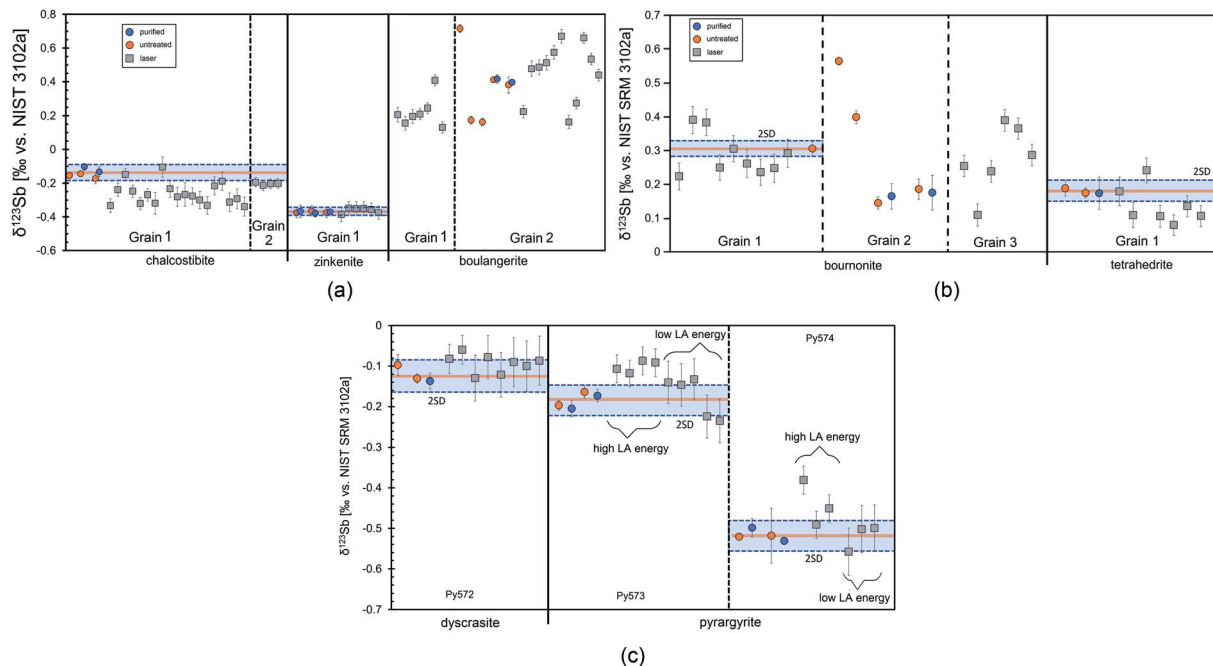 δ¹²³Sb [‰ vs. NIST 3102a]
0.8
0.6
0.4
0.2
0
-0.2
-0.4
-0.6
purified
untreated
laser
Grain 1
Grain 2
Grain 1
Grain 1
Grain 2
chalcostibite
zinkenite
boulangerite
(a)
δ¹²³Sb [‰ vs. NIST SRM 3102a]
0.7
0.6
0.5
0.4
0.3
0.2
0.1
0
purified
untreated
laser
2SD
2SD
Grain 1
Grain 2
Grain 3
Grain 1
bournonite
tetrahedrite
(b)
δ¹²³Sb [‰ vs. NIST SRM 3102a]
0
-0.1
-0.2
-0.3
-0.4
-0.5
-0.6
-0.7
low LA energy
Py574
2SD
2SD
high LA energy
high LA energy
2SD
low LA energy
Py572
Py573
dyscrasite
pyrargyrite
(c)